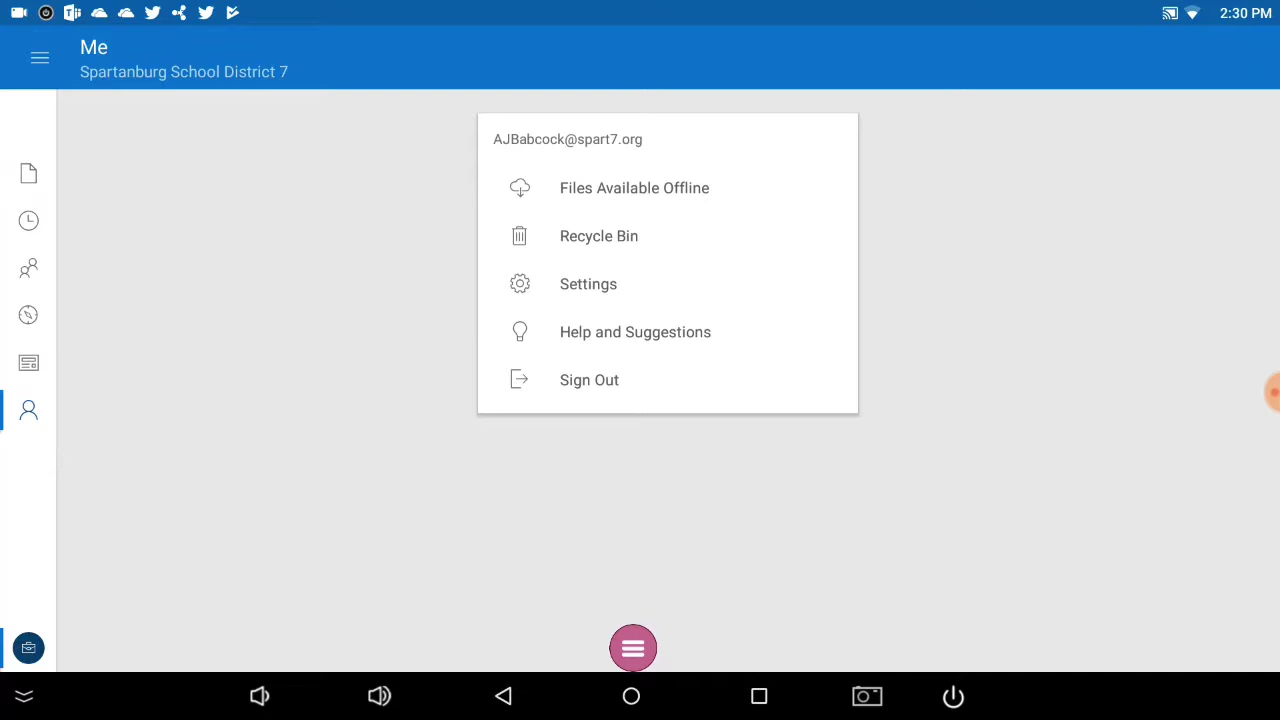 2:30 PM
Me
Spartanburg School District 7
AJBabcock@spart7.org
Files Available Offline
Recycle Bin
Settings
Help and Suggestions
Sign Out